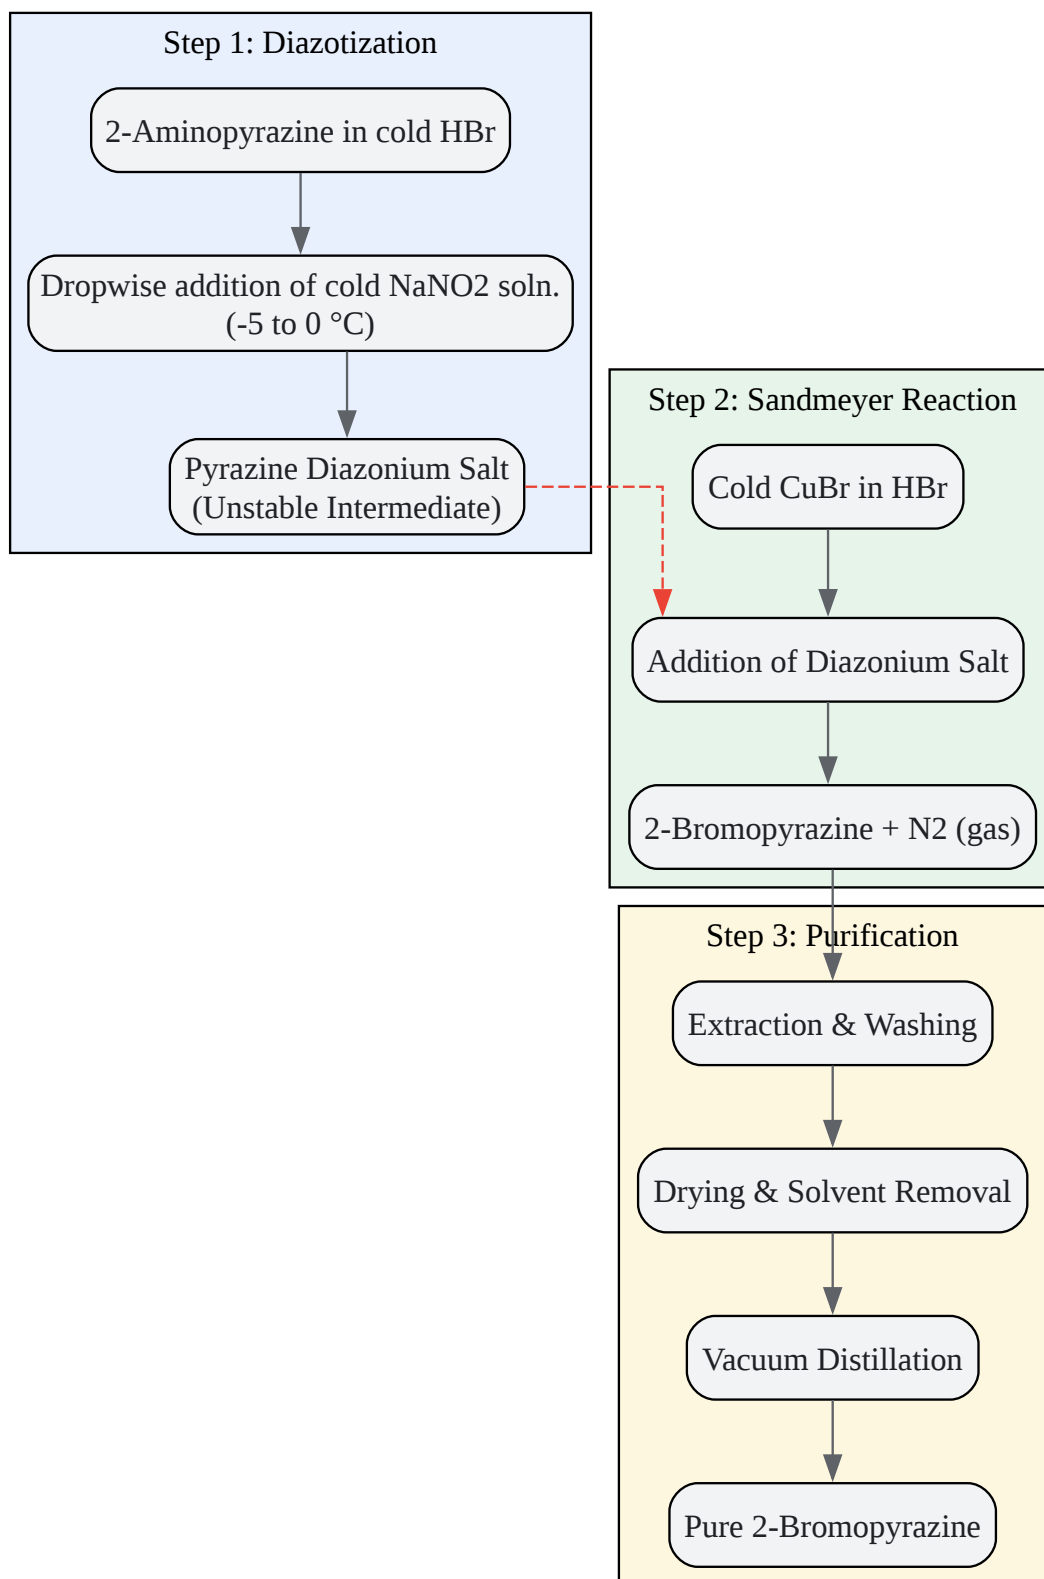 Step 1: Diazotization
2-Aminopyrazine in cold HBr
Dropwise addition of cold NaNO2 soln.
(-5 to 0 °C)
Pyrazine Diazonium Salt
(Unstable Intermediate)
Step 2: Sandmeyer Reaction
Cold CuBr in HBr
Addition of Diazonium Salt
2-Bromopyrazine + N2 (gas)
Step 3: Purification
Extraction & Washing
Drying & Solvent Removal
Vacuum Distillation
Pure 2-Bromopyrazine